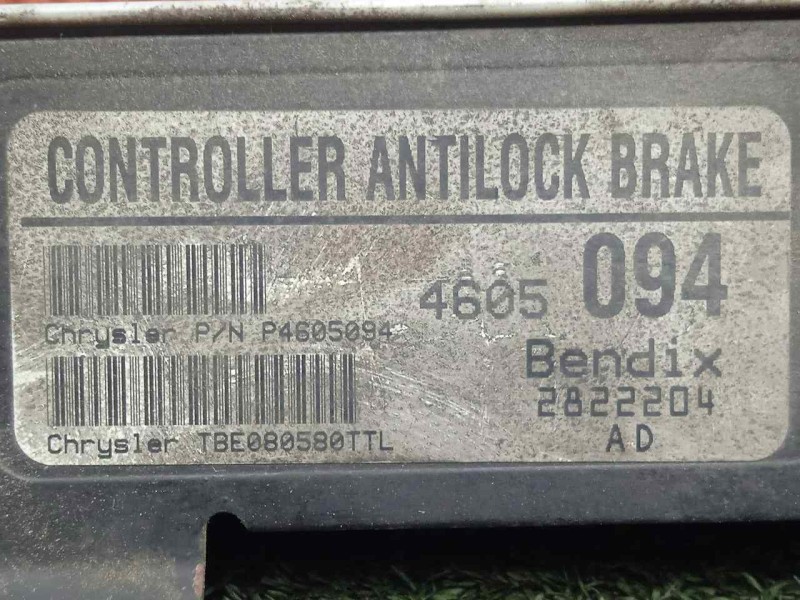 CONTROLLER ANTILOCK BRAKE
4605 094
Chrysler P/N P4605094
Bendix
2822204
Chrysler TBE080580TTL
AD